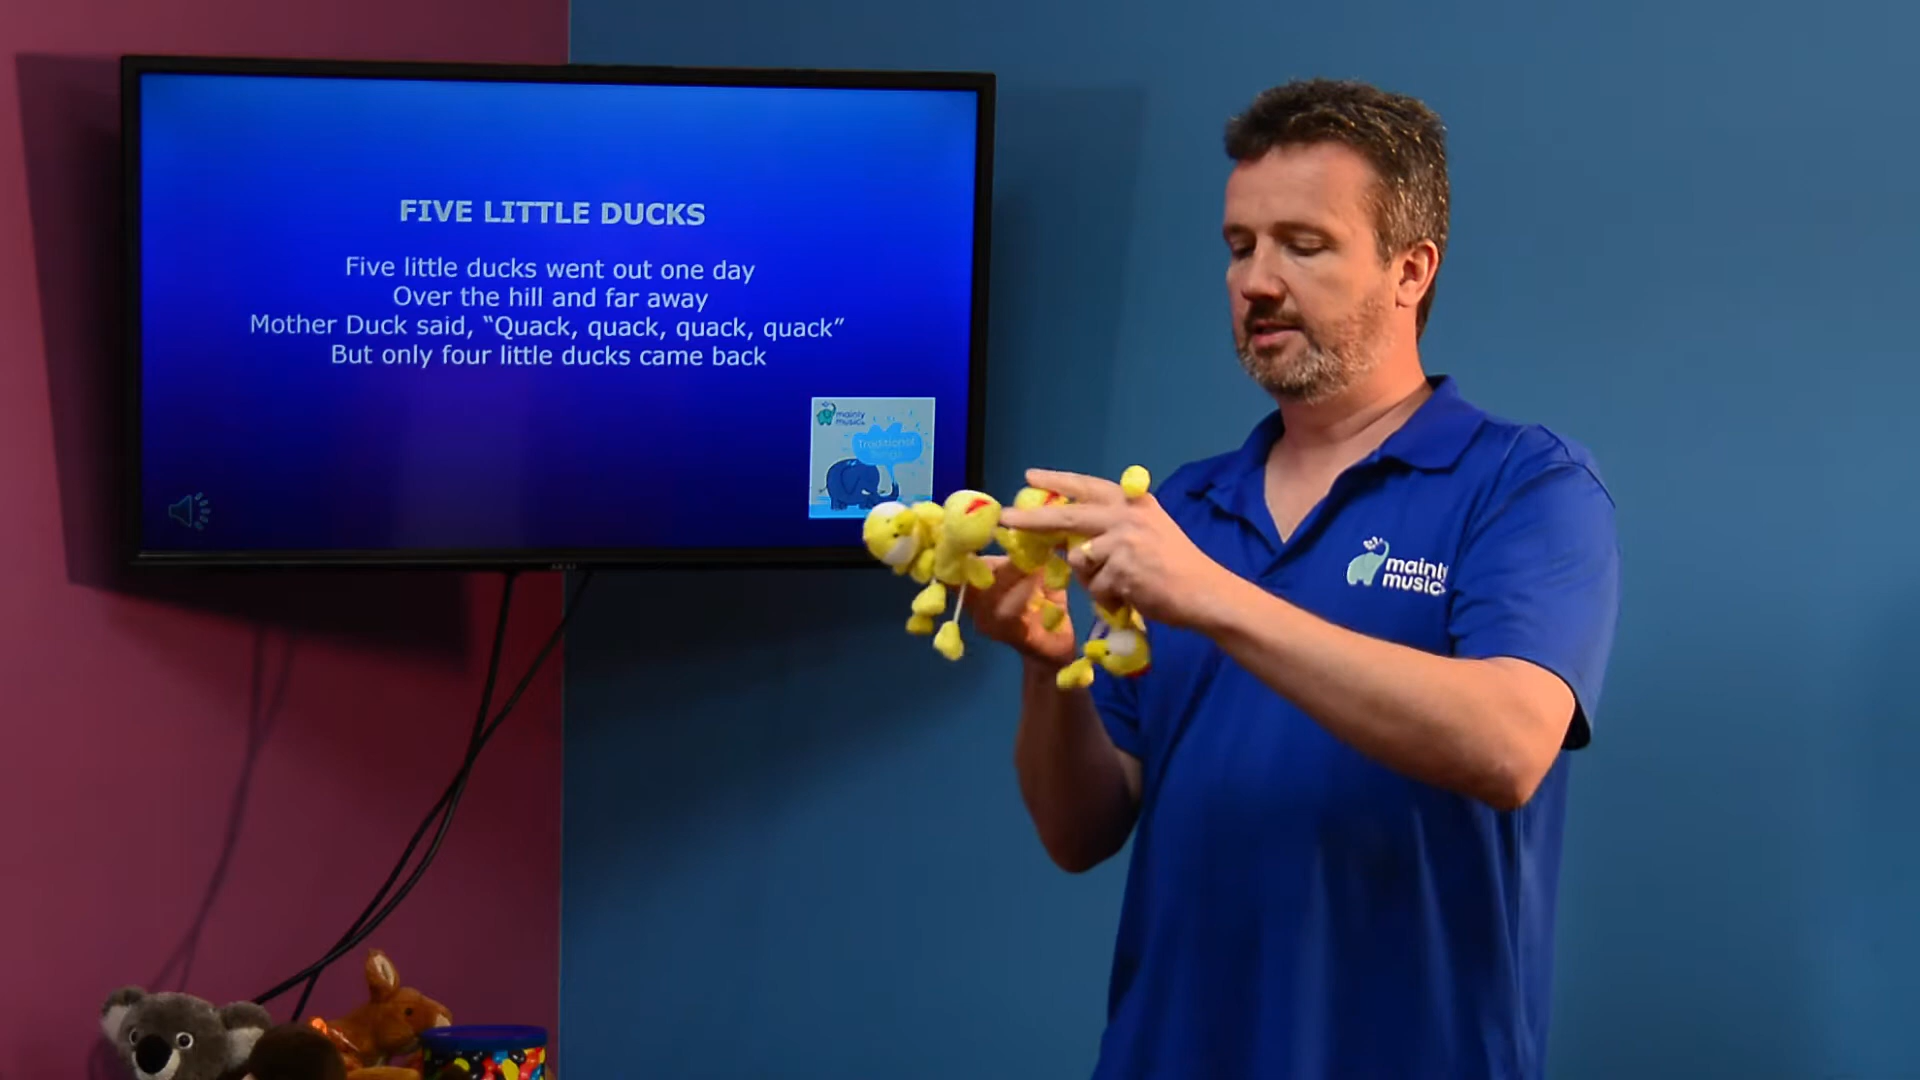 FIVE LITTLE DUCKS
Five little ducks went out one day
Over the hill and far away
Mother Duck said, “Quack, quack, quack, quack”
But only four little ducks came back
mainly
music
Traditional
Songs
mainly
music